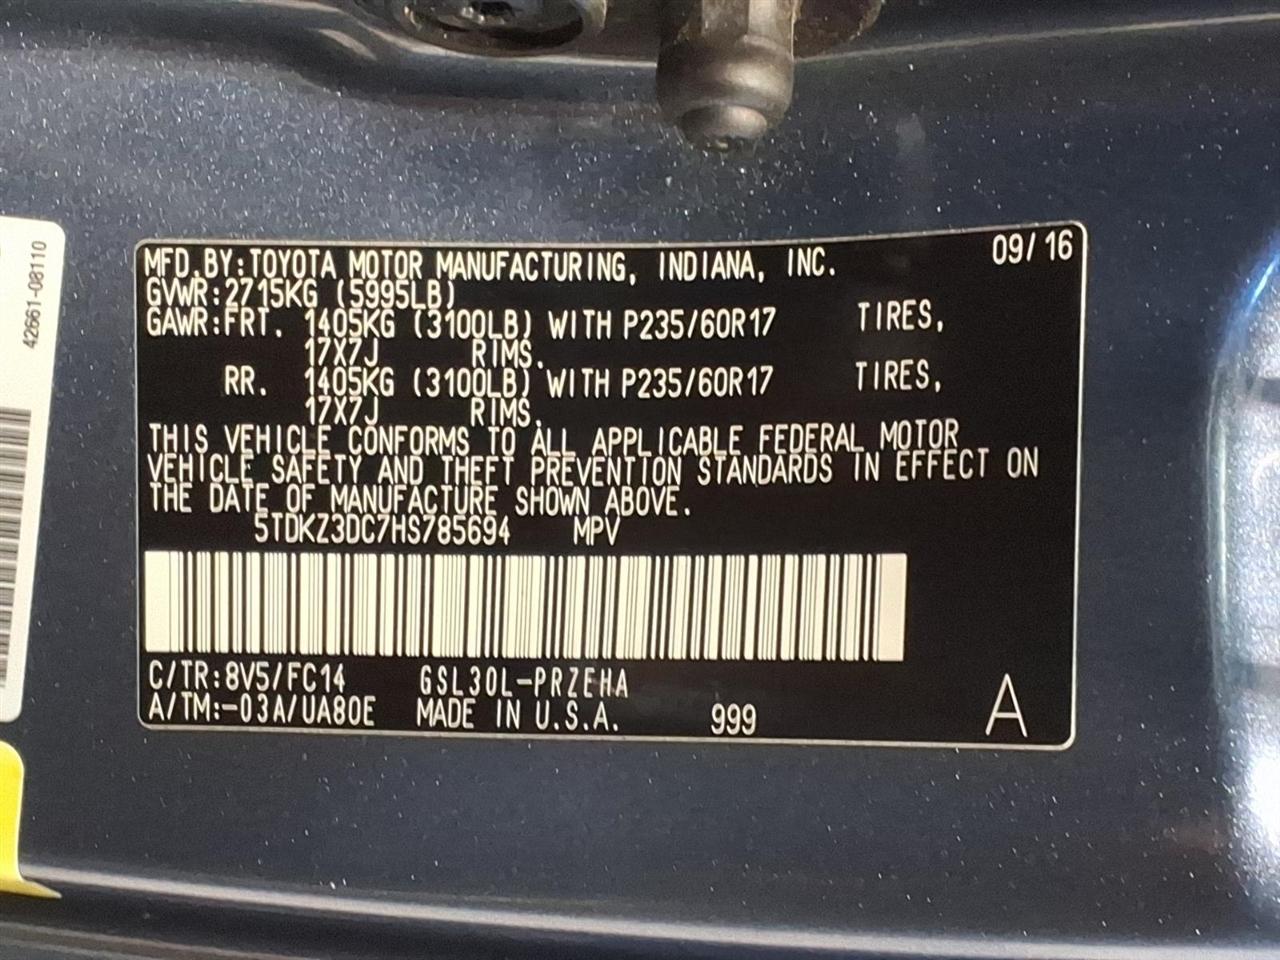 MFD.BY:TOYOTA MOTOR MANUFACTURING, INDIANA, INC. 09/16
GVWR:2715KG (5995LB)
GAWR:FRT. 1405KG (3100LB) WITH P235/60R17 TIRES,
17X7J RIMS.
RR. 1405KG (3100LB) WITH P235/60R17 TIRES,
17X7J RIMS.
THIS VEHICLE CONFORMS TO ALL APPLICABLE FEDERAL MOTOR
VEHICLE SAFETY AND THEFT PREVENTION STANDARDS IN EFFECT ON
THE DATE OF MANUFACTURE SHOWN ABOVE.
5TDKZ3DC7HS785694 MPV
C/TR:8V5/FC14 GSL30L-PRZEHA
A/TM:-03A/UA80E MADE IN U.S.A. 999 A
42661-08110